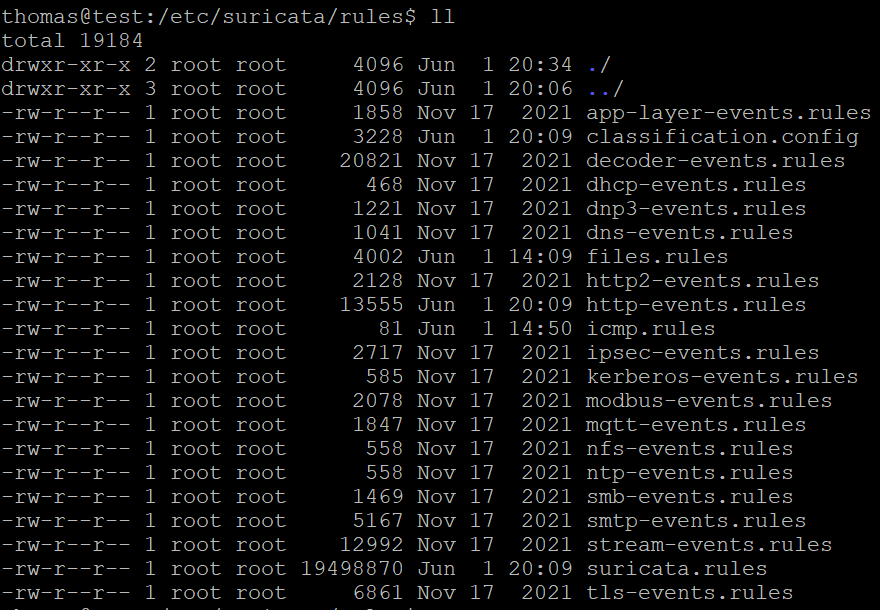 thomas@test:/etc/suricata/rules$ ll
total 19184
drwxr-xr-x 2 root root     4096 Jun  1 20:34 ./
drwxr-xr-x 3 root root     4096 Jun  1 20:06 ../
-rw-r--r-- 1 root root     1858 Nov 17  2021 app-layer-events.rules
-rw-r--r-- 1 root root     3228 Jun  1 20:09 classification.config
-rw-r--r-- 1 root root    20821 Nov 17  2021 decoder-events.rules
-rw-r--r-- 1 root root      468 Nov 17  2021 dhcp-events.rules
-rw-r--r-- 1 root root     1221 Nov 17  2021 dnp3-events.rules
-rw-r--r-- 1 root root     1041 Nov 17  2021 dns-events.rules
-rw-r--r-- 1 root root     4002 Jun  1 14:09 files.rules
-rw-r--r-- 1 root root     2128 Nov 17  2021 http2-events.rules
-rw-r--r-- 1 root root    13555 Jun  1 20:09 http-events.rules
-rw-r--r-- 1 root root       81 Jun  1 14:50 icmp.rules
-rw-r--r-- 1 root root     2717 Nov 17  2021 ipsec-events.rules
-rw-r--r-- 1 root root      585 Nov 17  2021 kerberos-events.rules
-rw-r--r-- 1 root root     2078 Nov 17  2021 modbus-events.rules
-rw-r--r-- 1 root root     1847 Nov 17  2021 mqtt-events.rules
-rw-r--r-- 1 root root      558 Nov 17  2021 nfs-events.rules
-rw-r--r-- 1 root root      558 Nov 17  2021 ntp-events.rules
-rw-r--r-- 1 root root     1469 Nov 17  2021 smb-events.rules
-rw-r--r-- 1 root root     5167 Nov 17  2021 smtp-events.rules
-rw-r--r-- 1 root root    12992 Nov 17  2021 stream-events.rules
-rw-r--r-- 1 root root 19498870 Jun  1 20:09 suricata.rules
-rw-r--r-- 1 root root     6861 Nov 17  2021 tls-events.rules